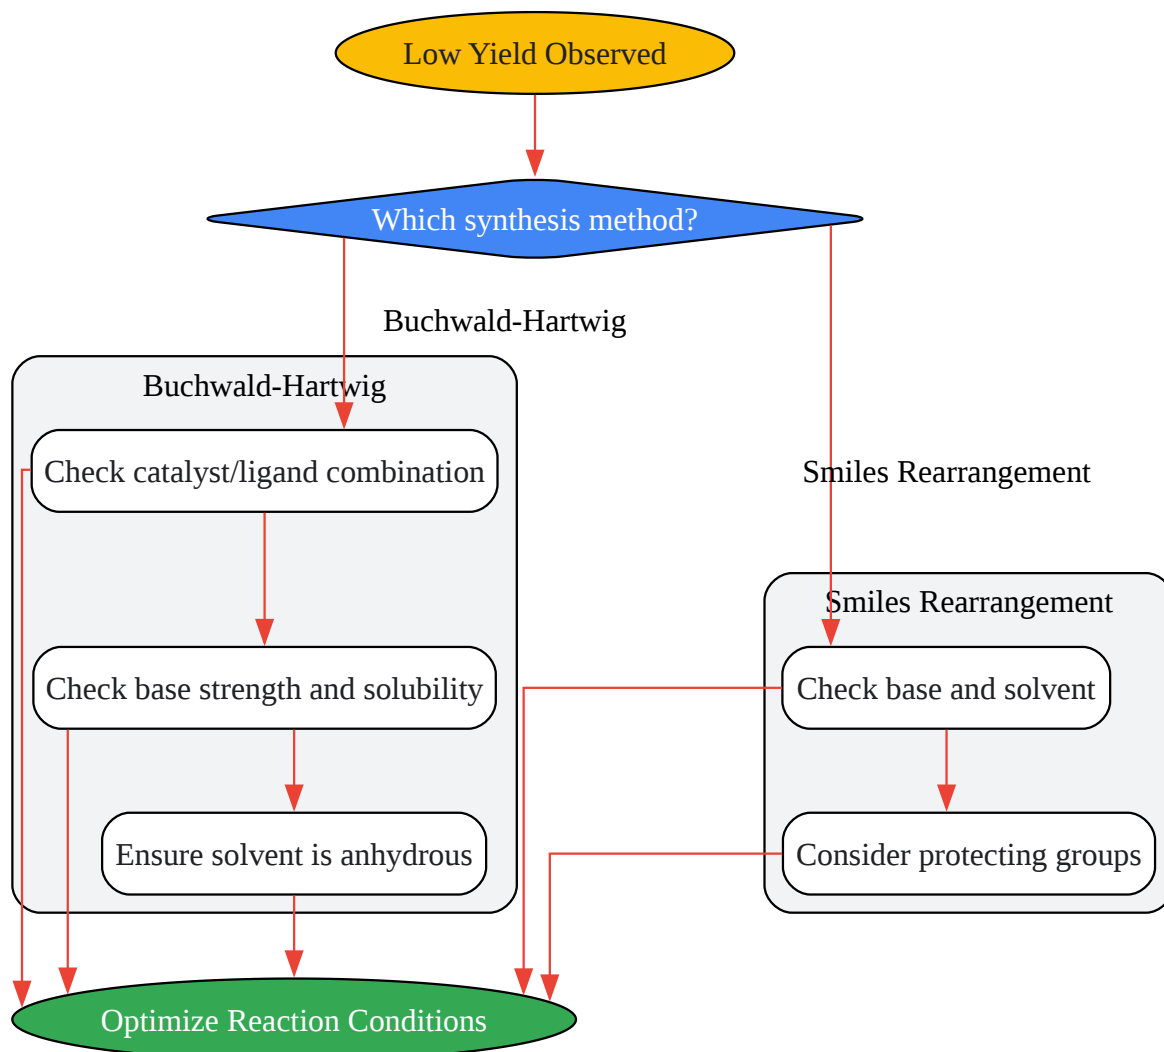 Low Yield Observed
Which synthesis method?
Buchwald-Hartwig
Buchwald-Hartwig
Check catalyst/ligand combination
Smiles Rearrangement
Smiles Rearrangement
Check base strength and solubility
Check base and solvent
Ensure solvent is anhydrous
Consider protecting groups
Optimize Reaction Conditions